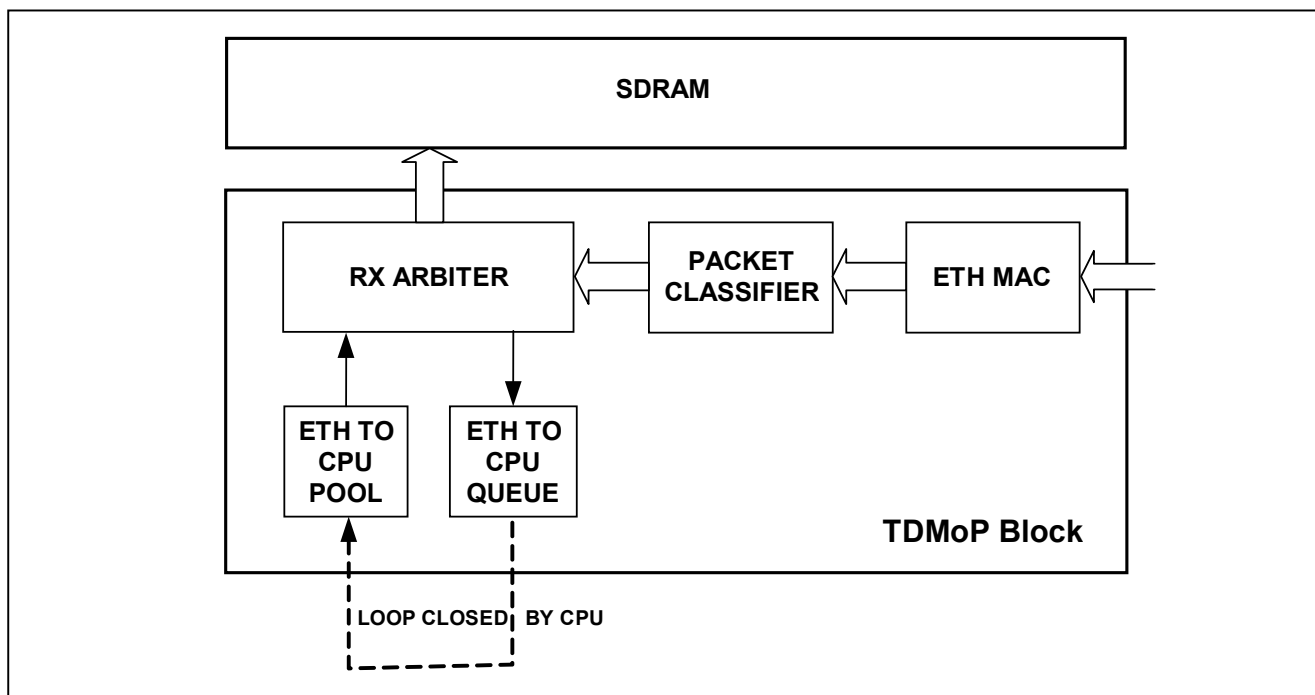 SDRAM
RX ARBITER
PACKET
CLASSIFIER
ETH MAC
ETH TO
CPU
POOL
ETH TO
CPU
QUEUE
TDMoP Block
LOOP CLOSED BY CPU